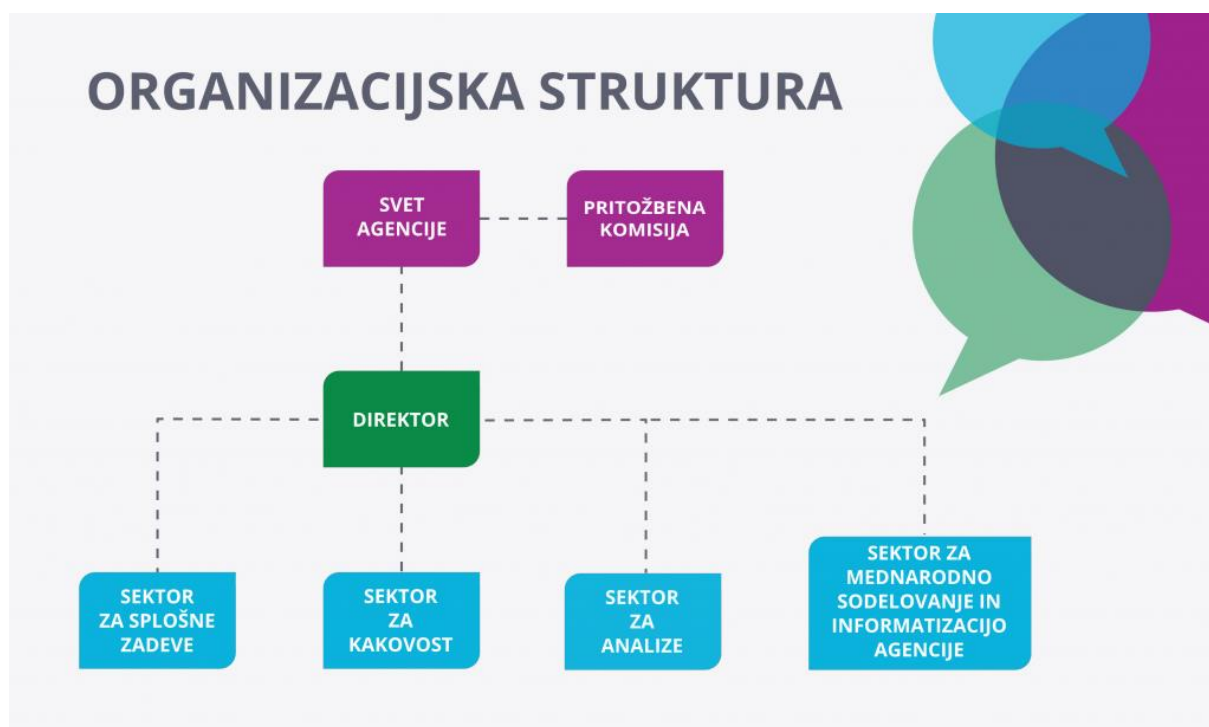 ORGANIZACIJSKA STRUKTURA
SVET
AGENCIJE
PRITOŽBENA
KOMISIJA
DIREKTOR
SEKTOR
ZA SPLOŠNE
ZADEVE
SEKTOR
ZA
KAKOVOST
SEKTOR
ZA
ANALIZE
SEKTOR ZA
MEDNARODNO
SODELOVANJE IN
INFORMATIZACIJO
AGENCIJE